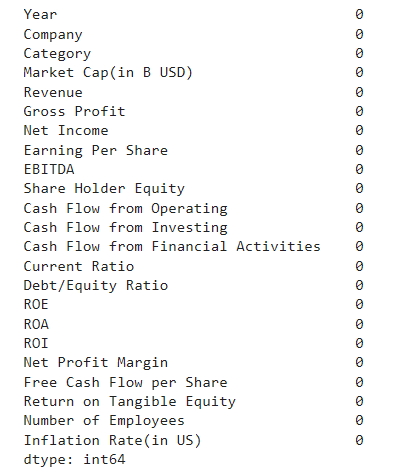 Year 0
Company 0
Category 0
Market Cap(in B USD) 0
Revenue 0
Gross Profit 0
Net Income 0
Earning Per Share 0
EBITDA 0
Share Holder Equity 0
Cash Flow from Operating 0
Cash Flow from Investing 0
Cash Flow from Financial Activities 0
Current Ratio 0
Debt/Equity Ratio 0
ROE 0
ROA 0
ROI 0
Net Profit Margin 0
Free Cash Flow per Share 0
Return on Tangible Equity 0
Number of Employees 0
Inflation Rate(in US) 0
dtype: int64